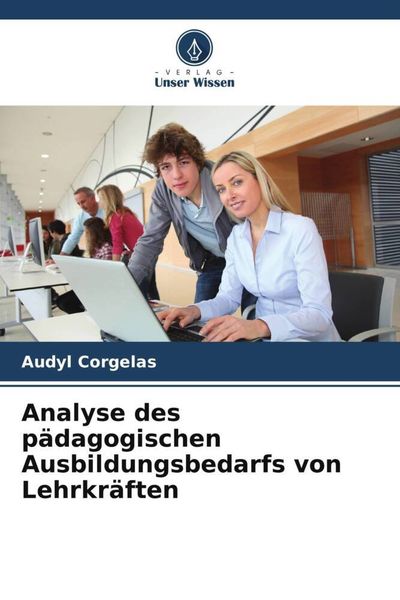 - VERLAG -
Unser Wissen
Audyl Corgelas
Analyse des
pädagogischen
Ausbildungsbedarfs von
Lehrkräften